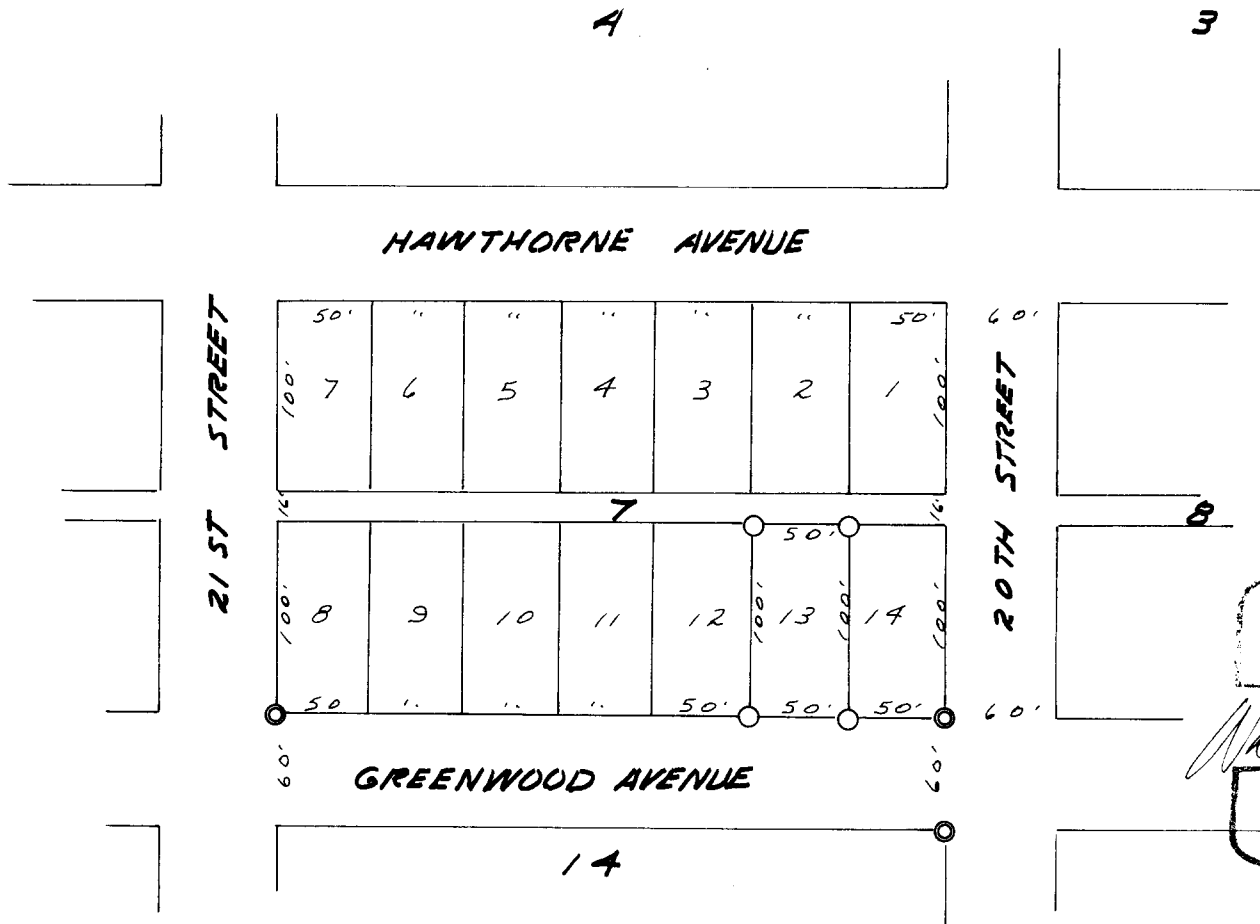 4 3
HAWTHORNE AVENUE
50' " " " " " 50' 60'
21ST STREET
100' 7 6 5 4 3 2 1 100'
20TH STREET
16' 7 16' 8
50'
100' 8 9 10 11 12 100' 13 100' 14 100'
50 " " " 50' 50' 50' 60'
60' GREENWOOD AVENUE 60'
14